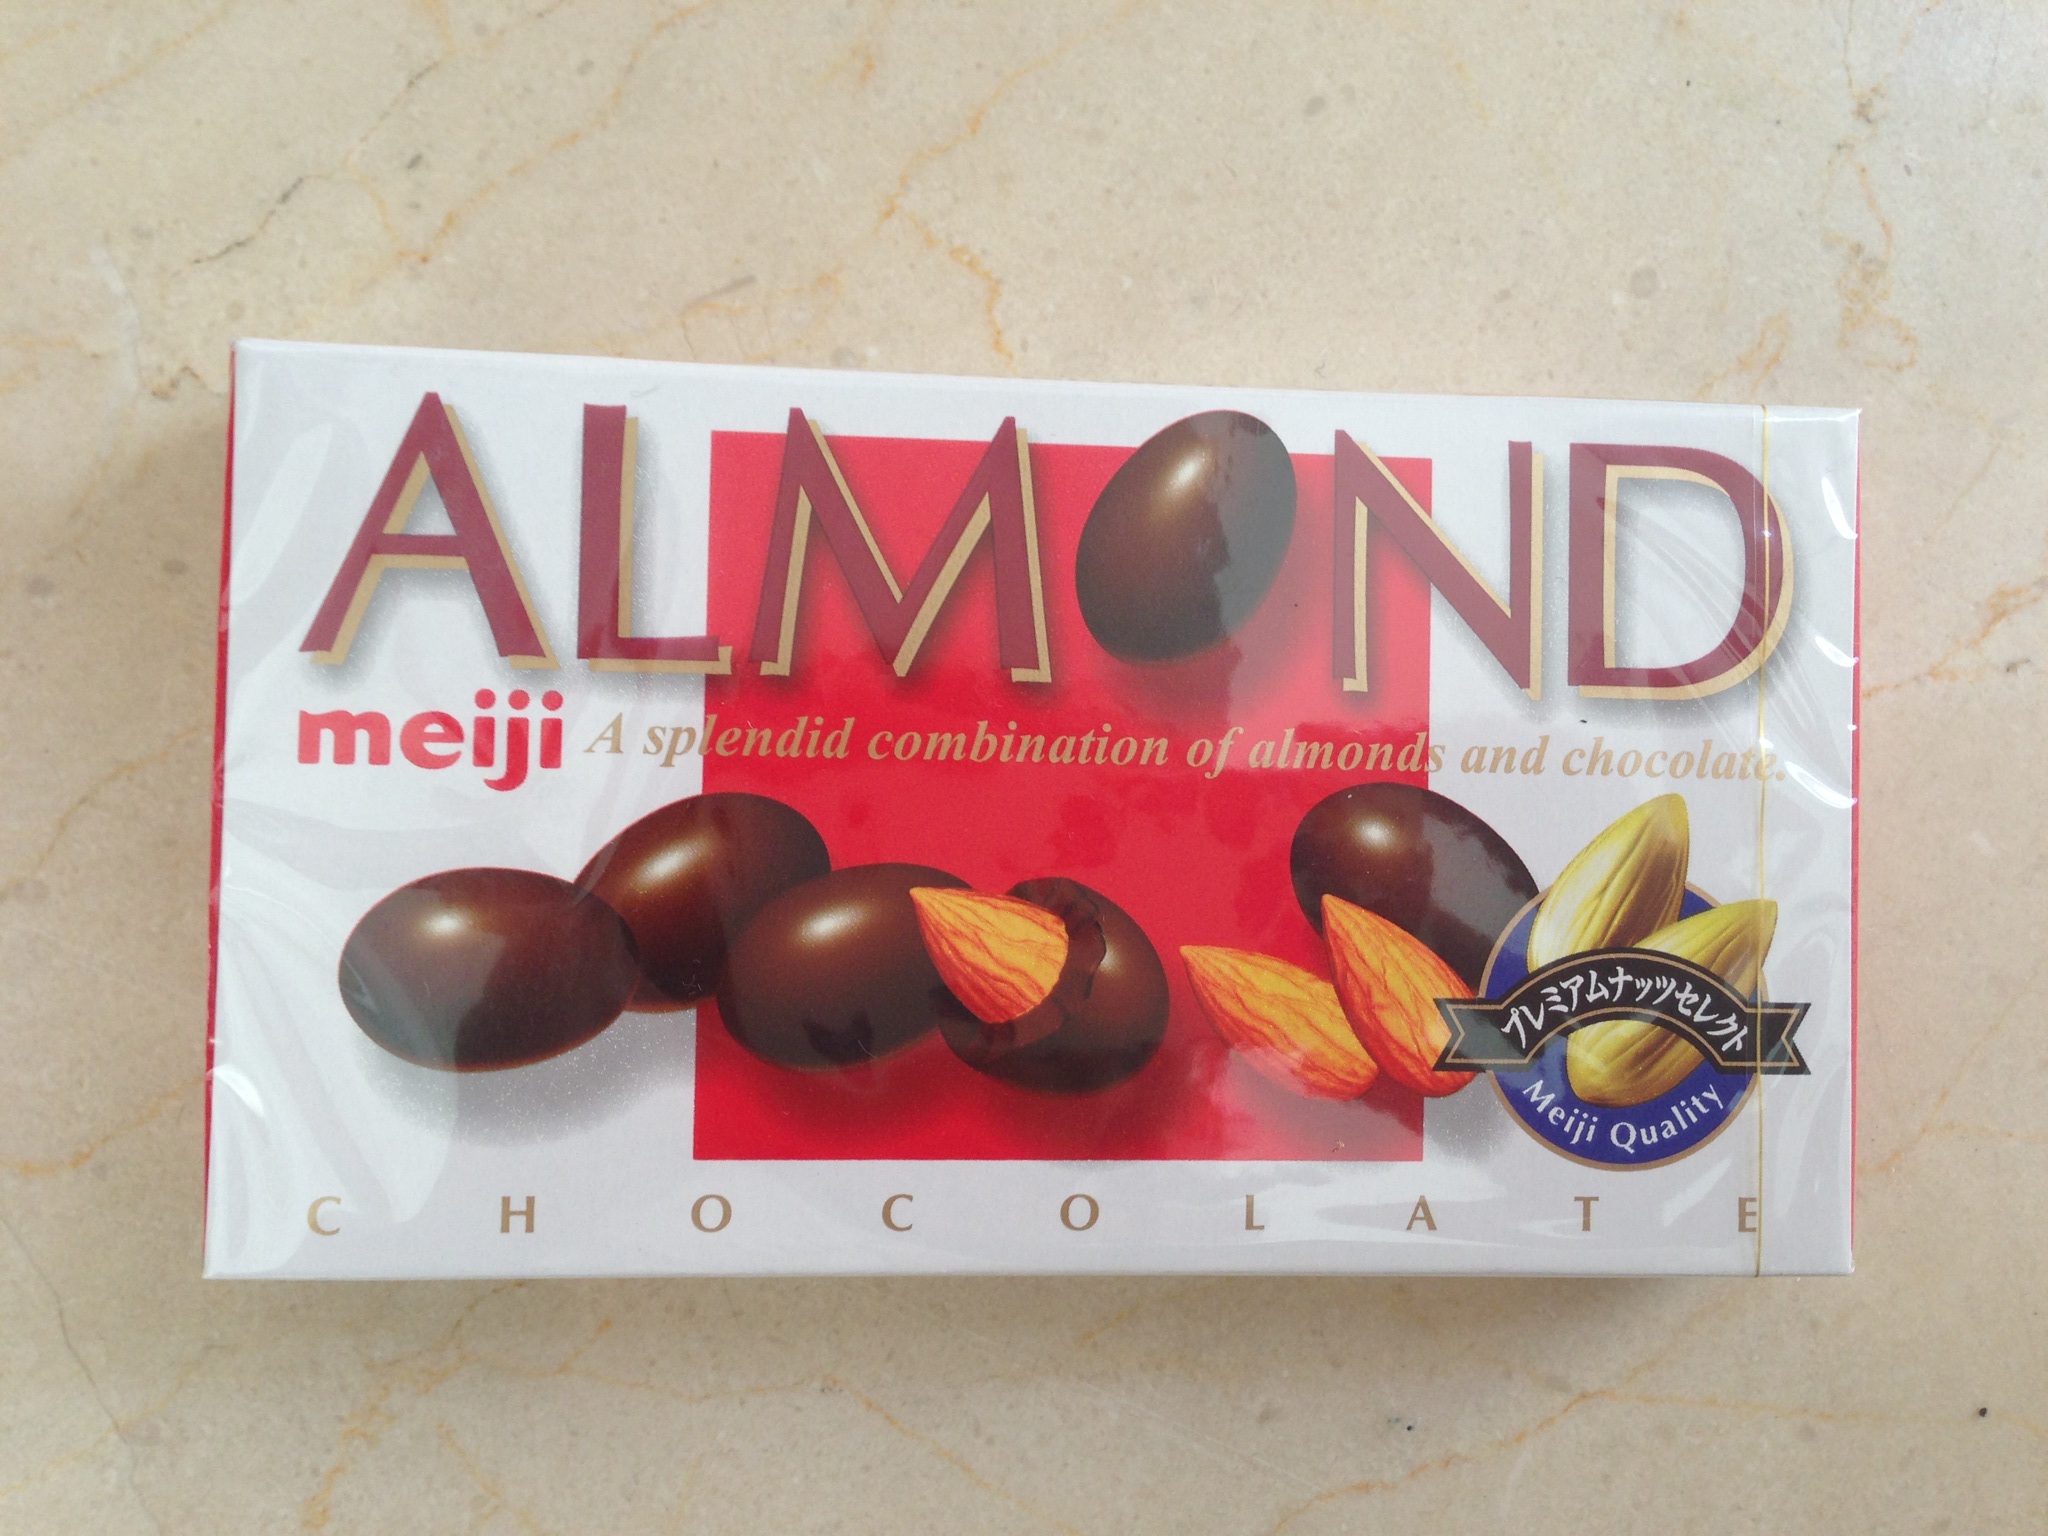 ALMOND
meiji A splendid combination of almonds and chocolate.
プレミアムナッツセレクト
Meiji Quality
CHOCOLATE